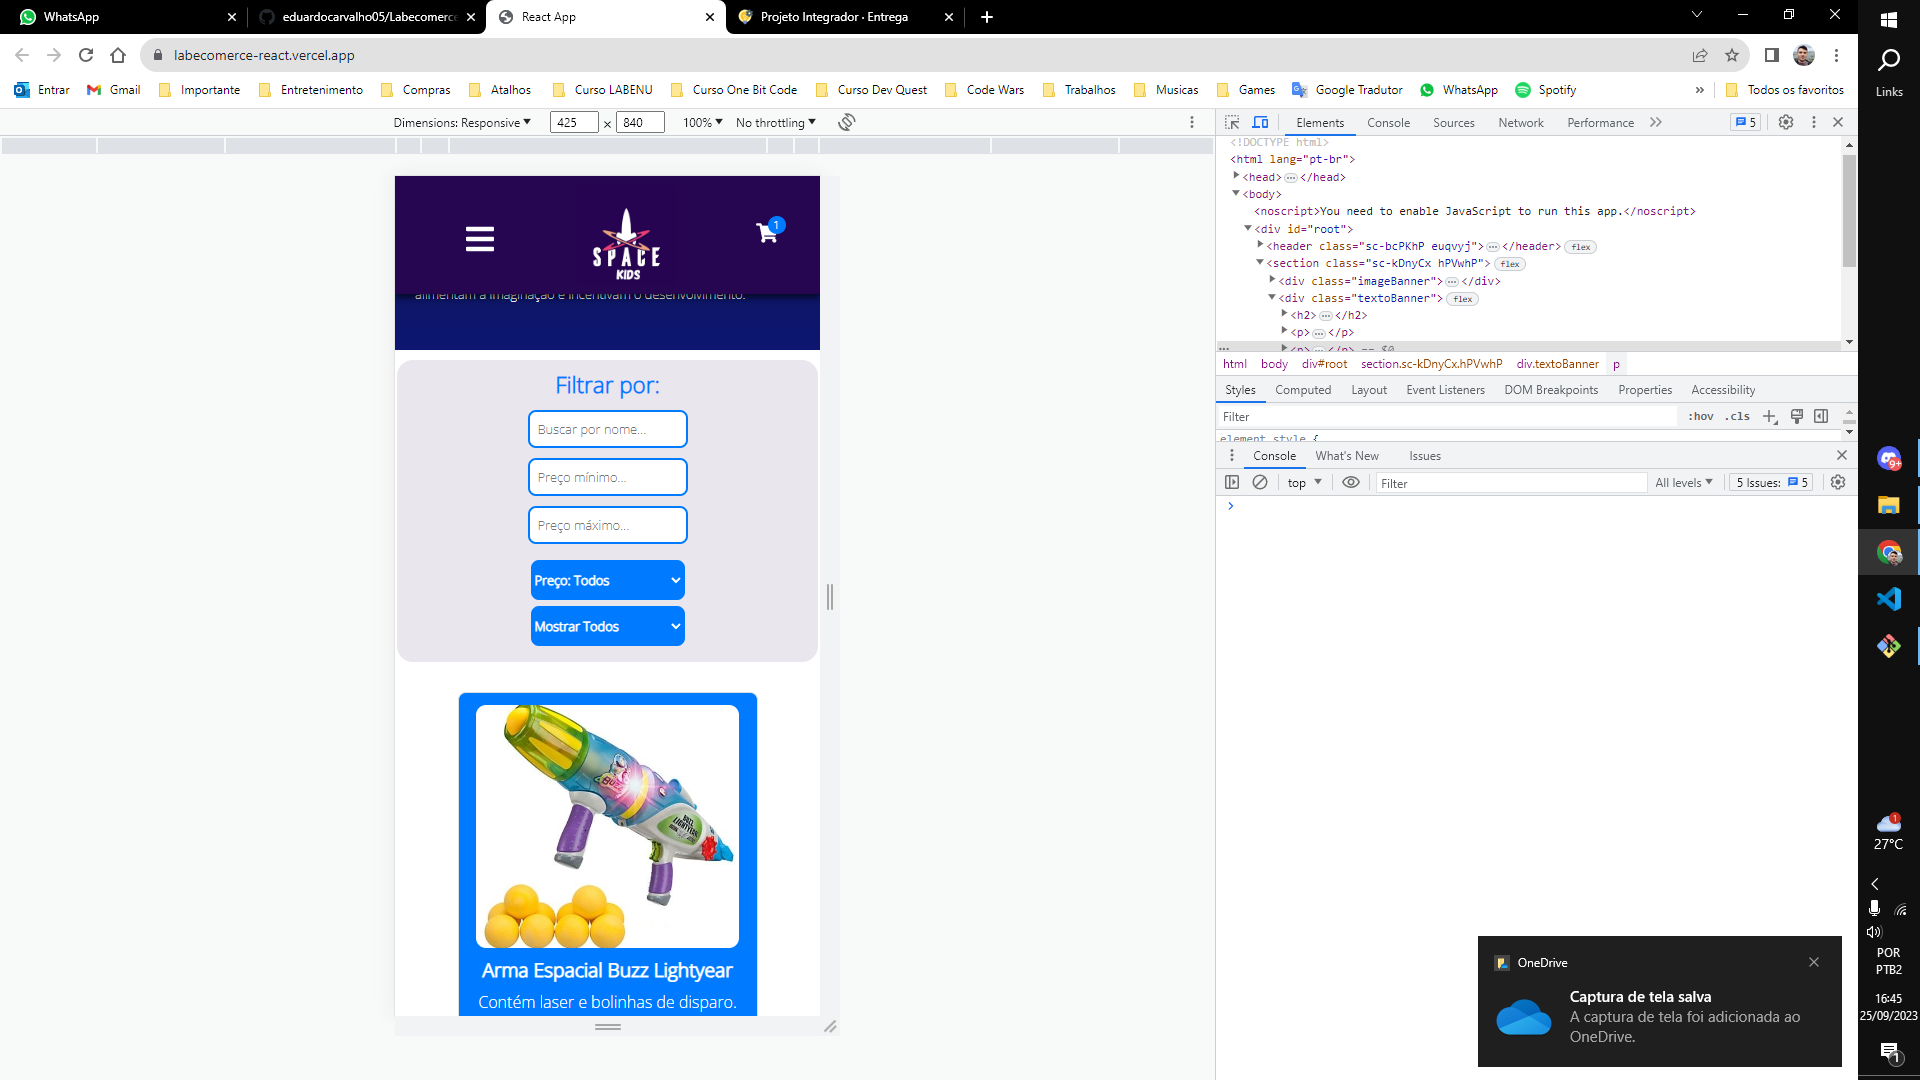 WhatsApp
eduardocarvalho05/Labecomerce
React App
Projeto Integrador · Entrega
labecomerce-react.vercel.app
Entrar
Gmail
Importante
Entretenimento
Compras
Atalhos
Curso LABENU
Curso One Bit Code
Curso Dev Quest
Code Wars
Trabalhos
Musicas
Games
Google Tradutor
WhatsApp
Spotify
»
Todos os favoritos
Dimensions: Responsive
425
×
840
100%
No throttling
SPACE
KIDS
1
alimentam a imaginação e incentivam o desenvolvimento.
Filtrar por:
Buscar por nome...
Preço mínimo...
Preço máximo...
Preço: Todos
Mostrar Todos
BUZZ
LIGHTYEAR
Arma Espacial Buzz Lightyear
Contém laser e bolinhas de disparo.
Elements
Console
Sources
Network
Performance
5
<!DOCTYPE html>
<html lang="pt-br">
<head>…</head>
<body>
<noscript>You need to enable JavaScript to run this app.</noscript>
<div id="root">
<header class="sc-bcPKhP euqvyj">…</header> flex
<section class="sc-kDnyCx hPVwhP"> flex
<div class="imageBanner">…</div>
<div class="textoBanner"> flex
<h2>…</h2>
<p>…</p>
<p>…</p> == $0
html body div#root section.sc-kDnyCx.hPVwhP div.textoBanner p
Styles
Computed
Layout
Event Listeners
DOM Breakpoints
Properties
Accessibility
Filter
:hov
.cls
element.style {
Console
What's New
Issues
top
Filter
All levels
5 Issues:
5
Links
9+
1
27°C
POR
PTB2
16:45
25/09/2023
1
OneDrive
Captura de tela salva
A captura de tela foi adicionada ao
OneDrive.